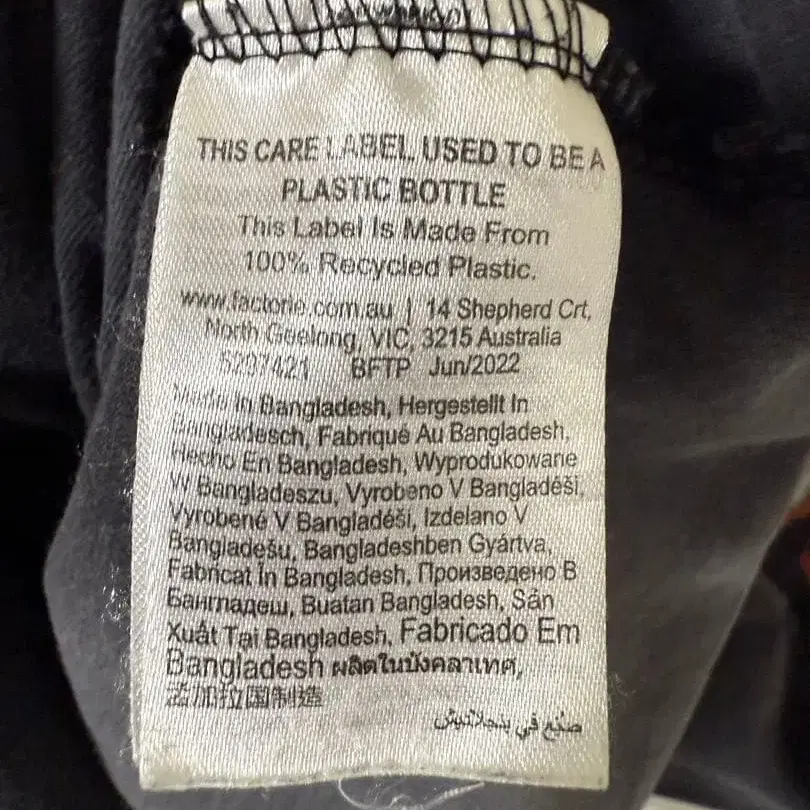 THIS CARE LABEL USED TO BE A
PLASTIC BOTTLE
This Label Is Made From
100% Recycled Plastic.
www.factorie.com.au | 14 Shepherd Crt,
North Geelong, VIC, 3215 Australia
5297421 BFTP Jun/2022
Made In Bangladesh, Hergestellt In
Bangladesch, Fabriqué Au Bangladesh,
Hecho En Bangladesh, Wyprodukowane
W Bangladeszu, Vyrobeno V Bangladéši,
Vyrobené V Bangladéši, Izdelano V
Bangladešu, Bangladeshben Gyártva,
Fabricat În Bangladesh, Произведено В
Бангладеш, Buatan Bangladesh, Sản
Xuất Tại Bangladesh, Fabricado Em
Bangladesh ผลิตในบังคลาเทศ,
孟加拉国制造
صنع في بنجلاديش